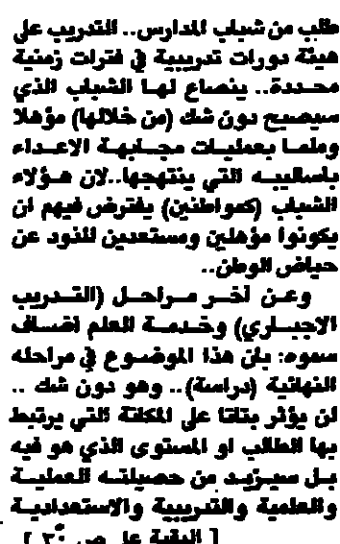 طلب من شباب المدارس.. التدريب على
هيئة دورات تدريبية في فترات زمنية
محددة.. ينصاع لها الشباب الذي
سيصبح دون شك (من خلالها) مؤهلا
وملما بعمليات مجابهة الاعداء
باساليبه التي ينتهجها..لان هؤلاء
الشباب (كمواطنين) يفترض فيهم ان
يكونوا مؤهلين ومستعدين للذود عن
حياض الوطن..
وعن آخر مراحل (التدريب
الاجباري) وخدمة العلم اضاف
سموه: بان هذا الموضوع في مراحله
النهائية (دراسة).. وهو دون شك ..
لن يؤثر بتاتا على المكانة التي يرتبط
بها الطالب او المستوى الذي هو فيه
بل سيزيد من حصيلته العملية
والعلمية والتدريبية والاستعدادية
[ البقية على ص ٣٠ ]